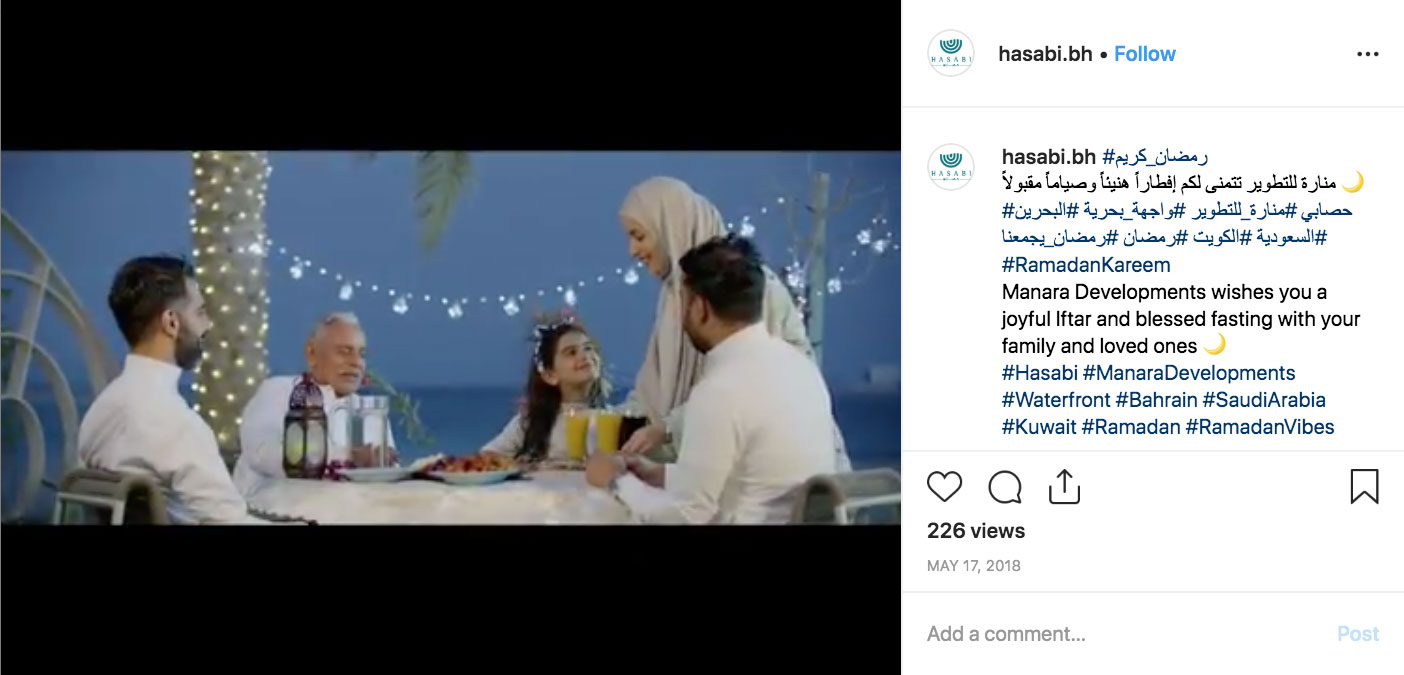 HASABI
hasabi.bh • Follow
HASABI
hasabi.bh #رمضان_كريم
منارة للتطوير تتمنى لكم إفطاراً هنيئاً وصياماً مقبولاً 🌙
#حصابي #منارة_للتطوير #واجهة_بحرية #البحرين
#السعودية #الكويت #رمضان #رمضان_يجمعنا
#RamadanKareem
Manara Developments wishes you a
joyful Iftar and blessed fasting with your
family and loved ones 🌙
#Hasabi #ManaraDevelopments
#Waterfront #Bahrain #SaudiArabia
#Kuwait #Ramadan #RamadanVibes
226 views
MAY 17, 2018
Add a comment... Post